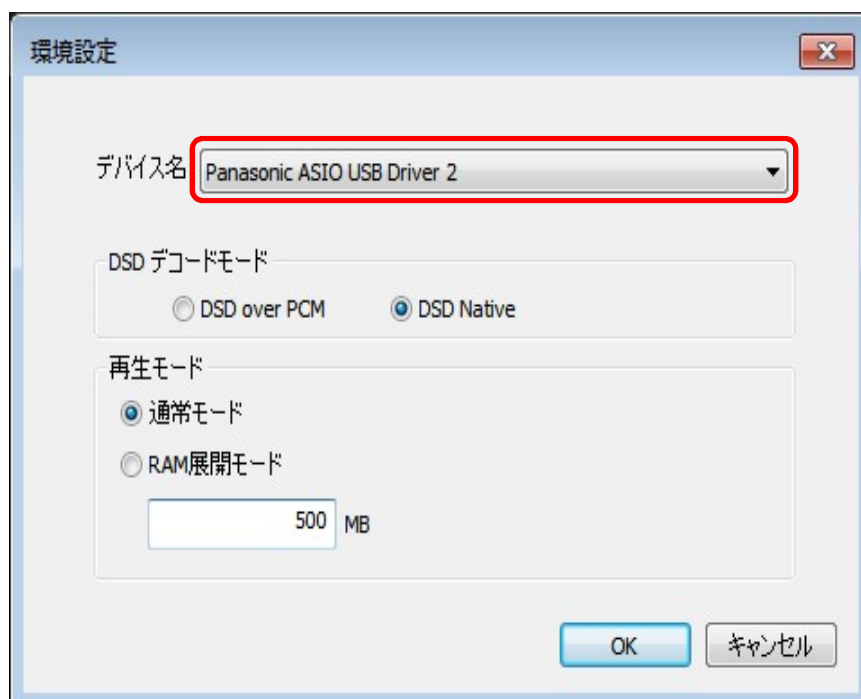 環境設定
デバイス名 Panasonic ASIO USB Driver 2
DSD デコードモード
DSD over PCM DSD Native
再生モード
通常モード
RAM展開モード
500 MB
OK キャンセル